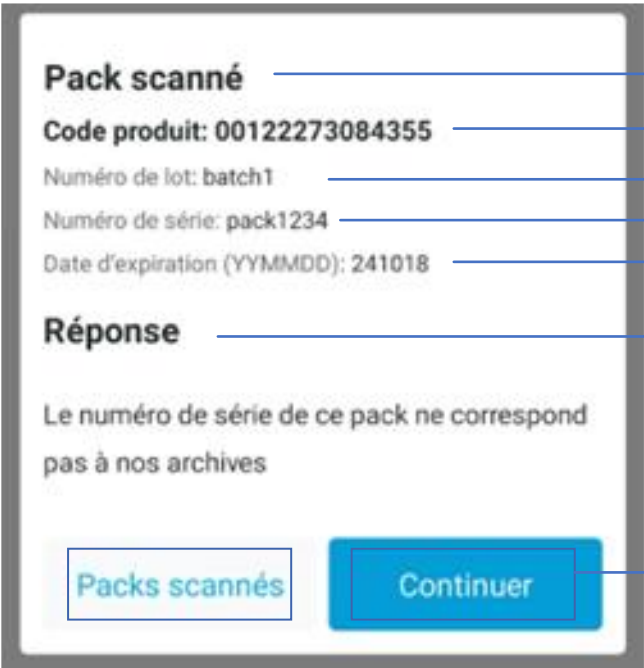 Pack scanné
Code produit: 00122273084355
Numéro de lot: batch1
Numéro de série: pack1234
Date d'expiration (YYMMDD): 241018
Réponse
Le numéro de série de ce pack ne correspond
pas à nos archives
Packs scannés
Continuer